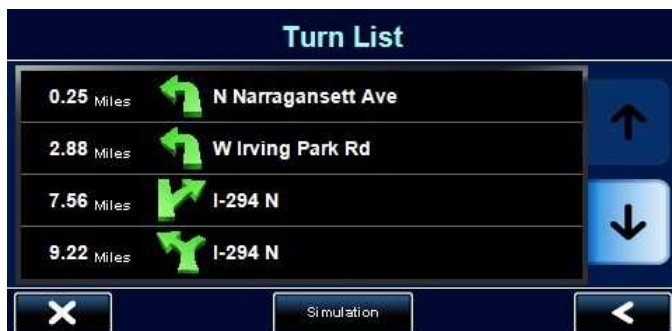 Turn List
0.25 Miles N Narragansett Ave
2.88 Miles W Irving Park Rd
7.56 Miles I-294 N
9.22 Miles I-294 N
Simulation